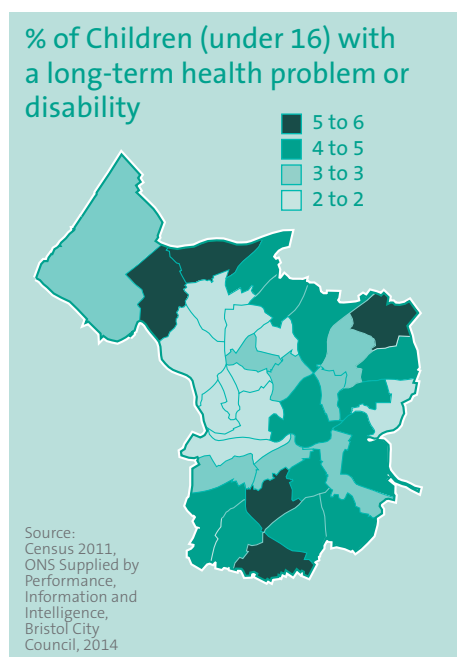 % of Children (under 16) with
a long-term health problem or
disability
5 to 6
4 to 5
3 to 3
2 to 2
Source:
Census 2011,
ONS Supplied by
Performance,
Information and
Intelligence,
Bristol City
Council, 2014